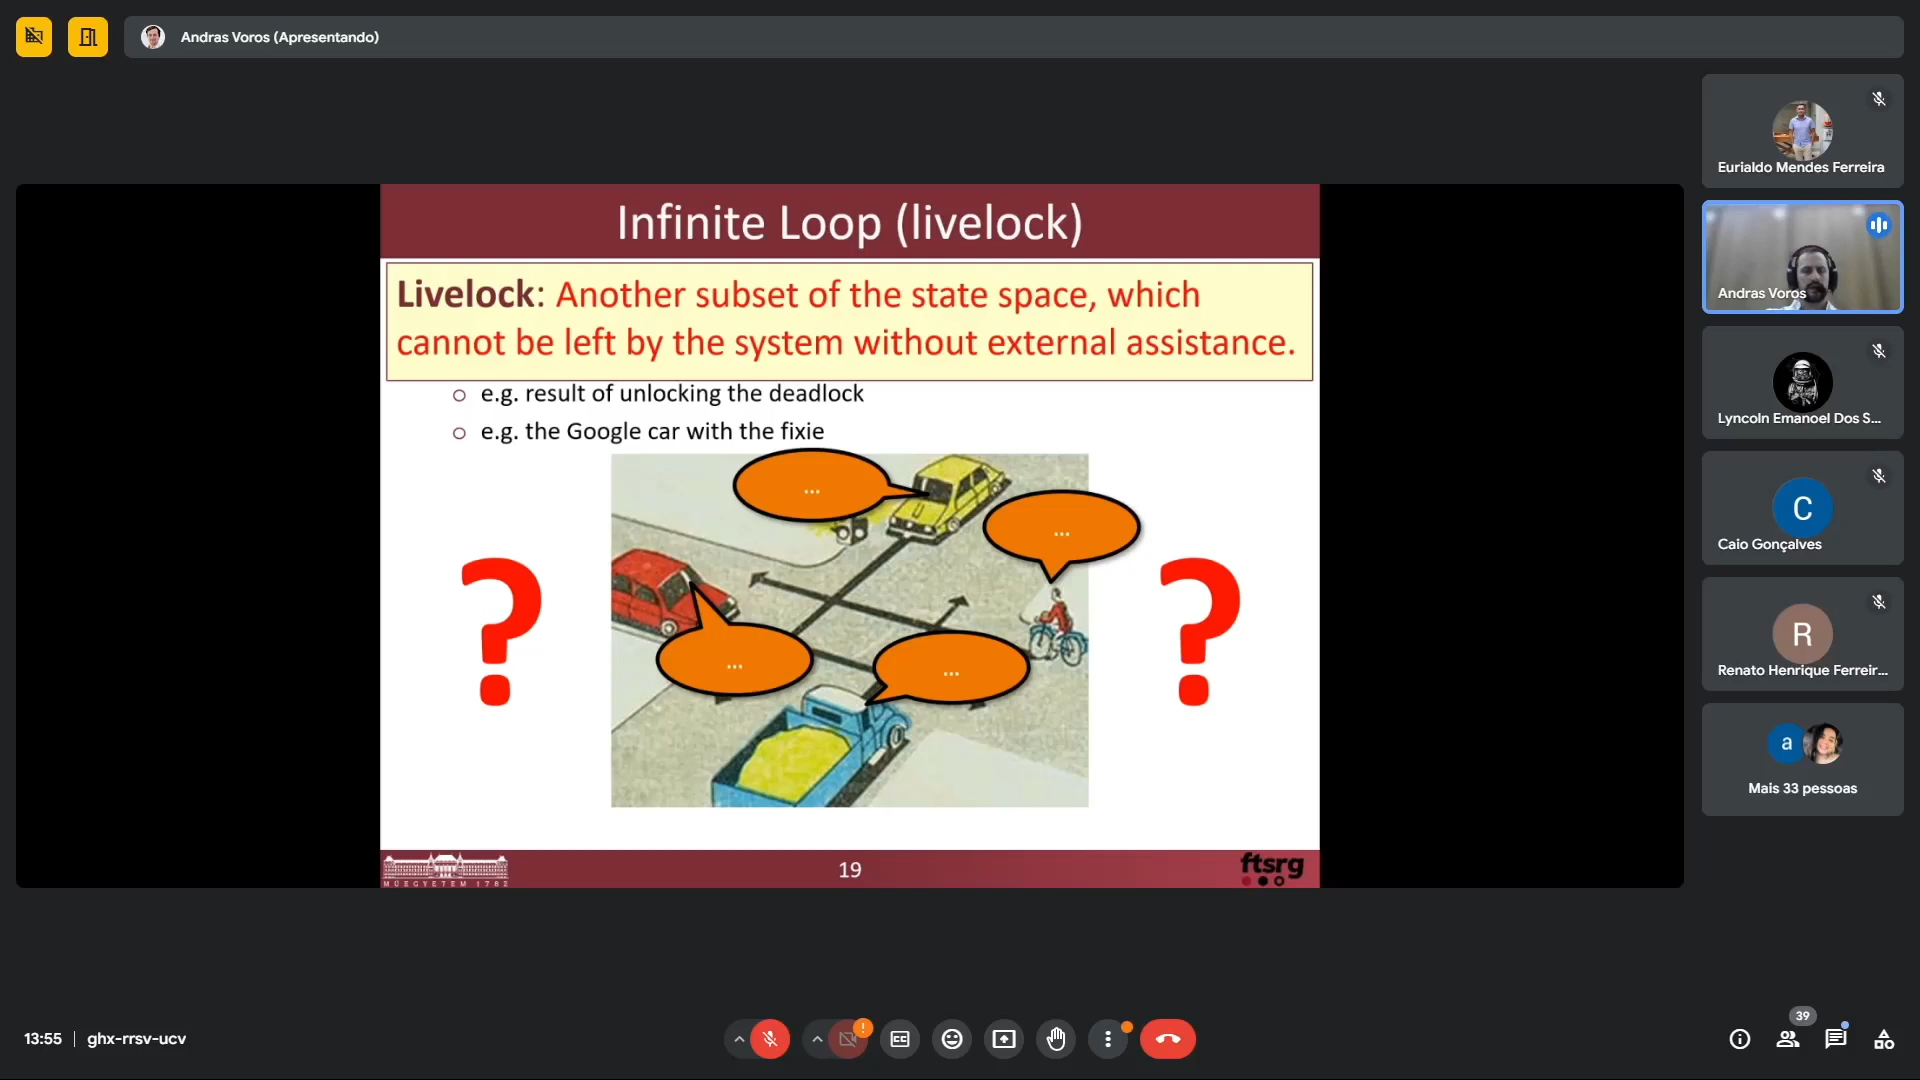 Andras Voros (Apresentando)
Eurialdo Mendes Ferreira
Infinite Loop (livelock)
Livelock: Another subset of the state space, which
cannot be left by the system without external assistance.
e.g. result of unlocking the deadlock
e.g. the Google car with the fixie
...
...
...
...
?
?
MŰEGYETEM 1782
19
ftsrg
Andras Voros
Lyncoln Emanoel Dos S...
C
Caio Gonçalves
R
Renato Henrique Ferreir...
a
Mais 33 pessoas
13:55
ghx-rrsv-ucv
!
CC
39